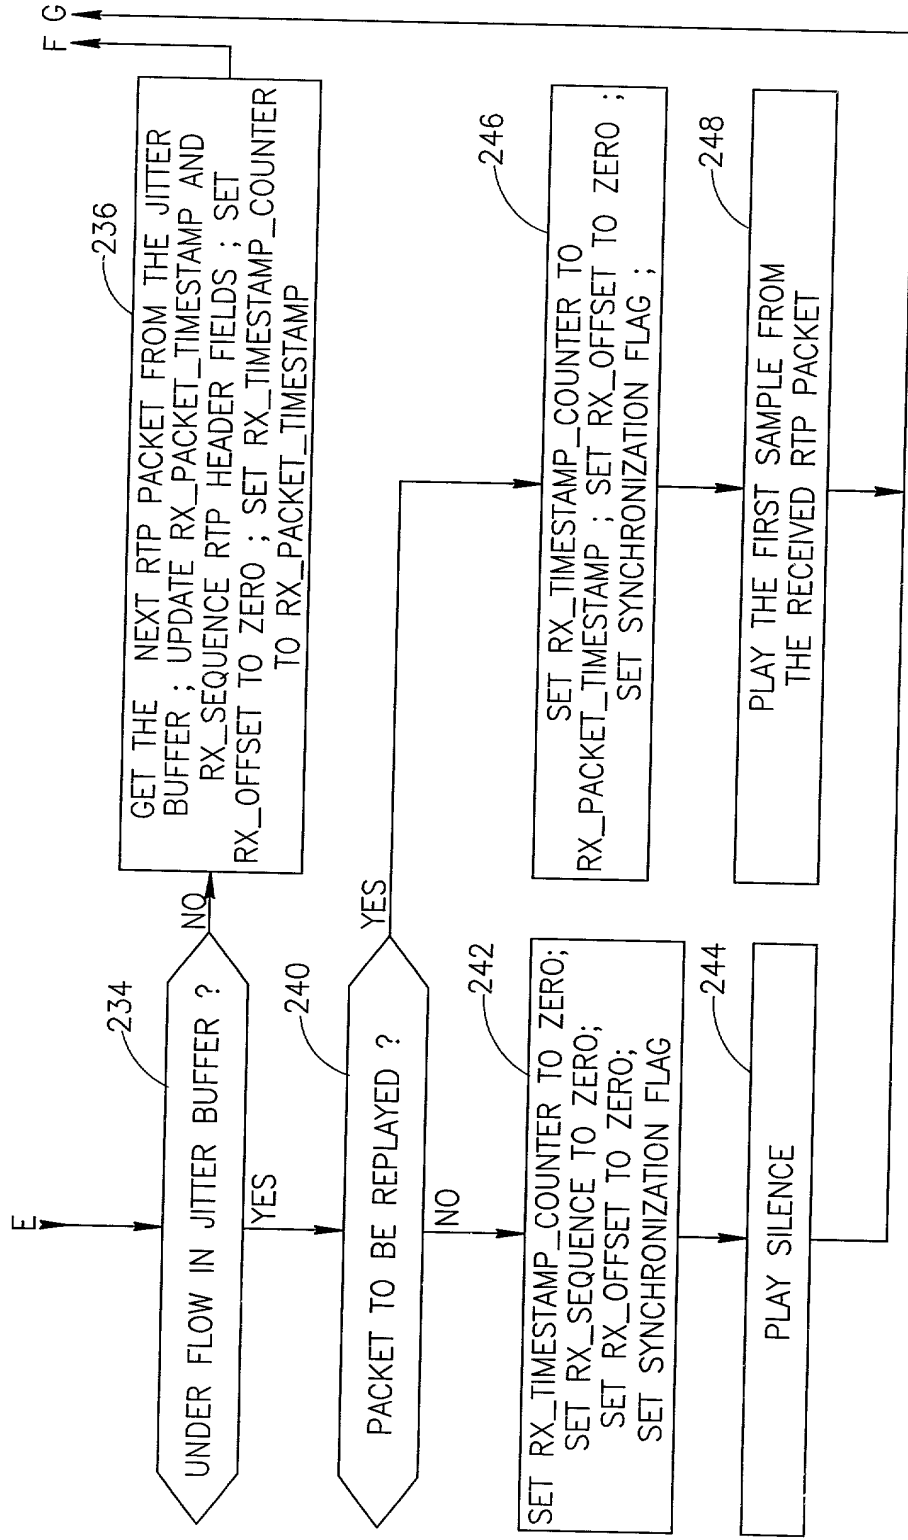 E
F
G
234
UNDER FLOW IN JITTER BUFFER ?
NO
YES
236
GET THE NEXT RTP PACKET FROM THE JITTER
BUFFER ; UPDATE RX_PACKET_TIMESTAMP AND
RX_SEQUENCE RTP HEADER FIELDS ; SET
RX_OFFSET TO ZERO ; SET RX_TIMESTAMP_COUNTER
TO RX_PACKET_TIMESTAMP
240
PACKET TO BE REPLAYED ?
YES
NO
242
SET RX_TIMESTAMP_COUNTER TO ZERO;
SET RX_SEQUENCE TO ZERO;
SET RX_OFFSET TO ZERO;
SET SYNCHRONIZATION FLAG
246
SET RX_TIMESTAMP_COUNTER TO
RX_PACKET_TIMESTAMP ; SET RX_OFFSET TO ZERO ;
SET SYNCHRONIZATION FLAG ;
244
PLAY SILENCE
248
PLAY THE FIRST SAMPLE FROM
THE RECEIVED RTP PACKET